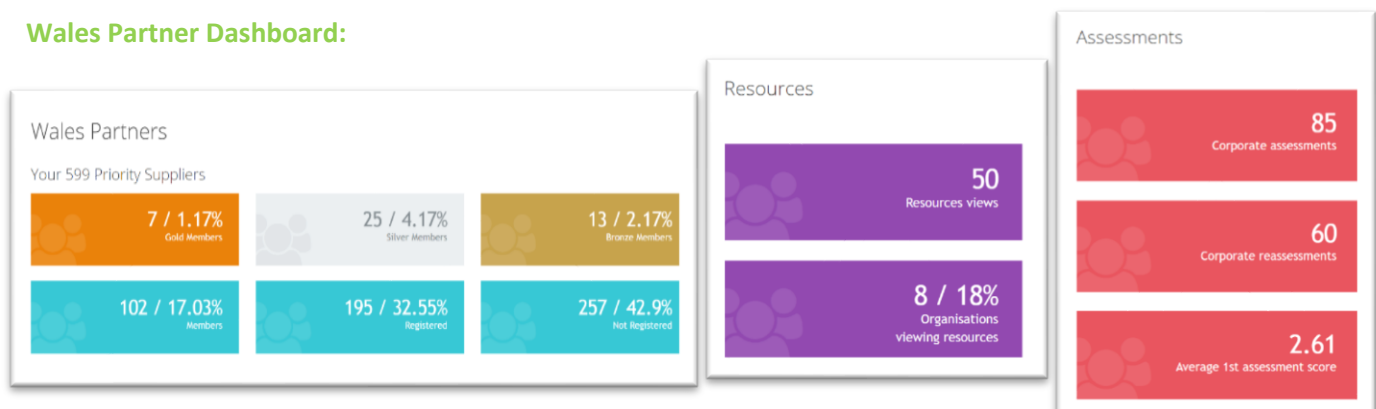 Wales Partner Dashboard:
Wales Partners
Your 599 Priority Suppliers
7 / 1.17%
Gold Members
25 / 4.17%
Silver Members
13 / 2.17%
Bronze Members
102 / 17.03%
Members
195 / 32.55%
Registered
257 / 42.9%
Not Registered
Resources
50
Resources views
8 / 18%
Organisations
viewing resources
Assessments
85
Corporate assessments
60
Corporate reassessments
2.61
Average 1st assessment score